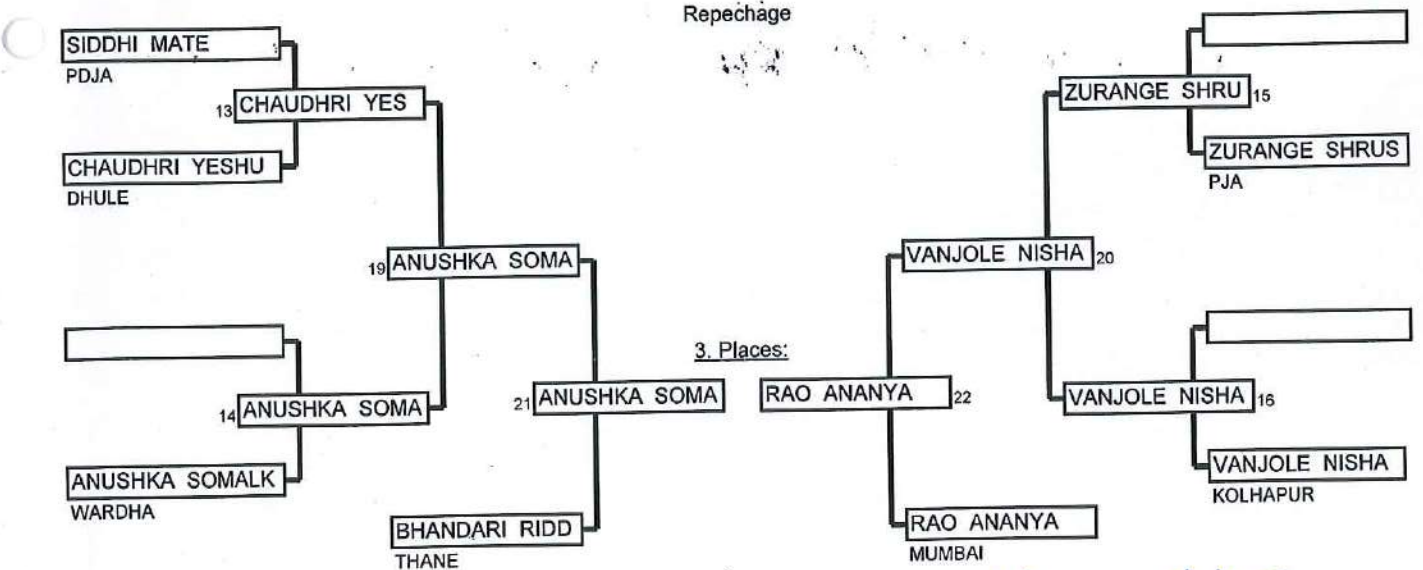 Repechage
SIDDHI MATE
PDJA
13 CHAUDHRI YES
ZURANGE SHRU 15
CHAUDHRI YESHU
DHULE
ZURANGE SHRUS
PJA
19 ANUSHKA SOMA
VANJOLE NISHA 20
3. Places:
14 ANUSHKA SOMA
21 ANUSHKA SOMA
RAO ANANYA 22
VANJOLE NISHA 16
ANUSHKA SOMALK
WARDHA
VANJOLE NISHA
KOLHAPUR
BHANDARI RIDD
THANE
RAO ANANYA
MUMBAI